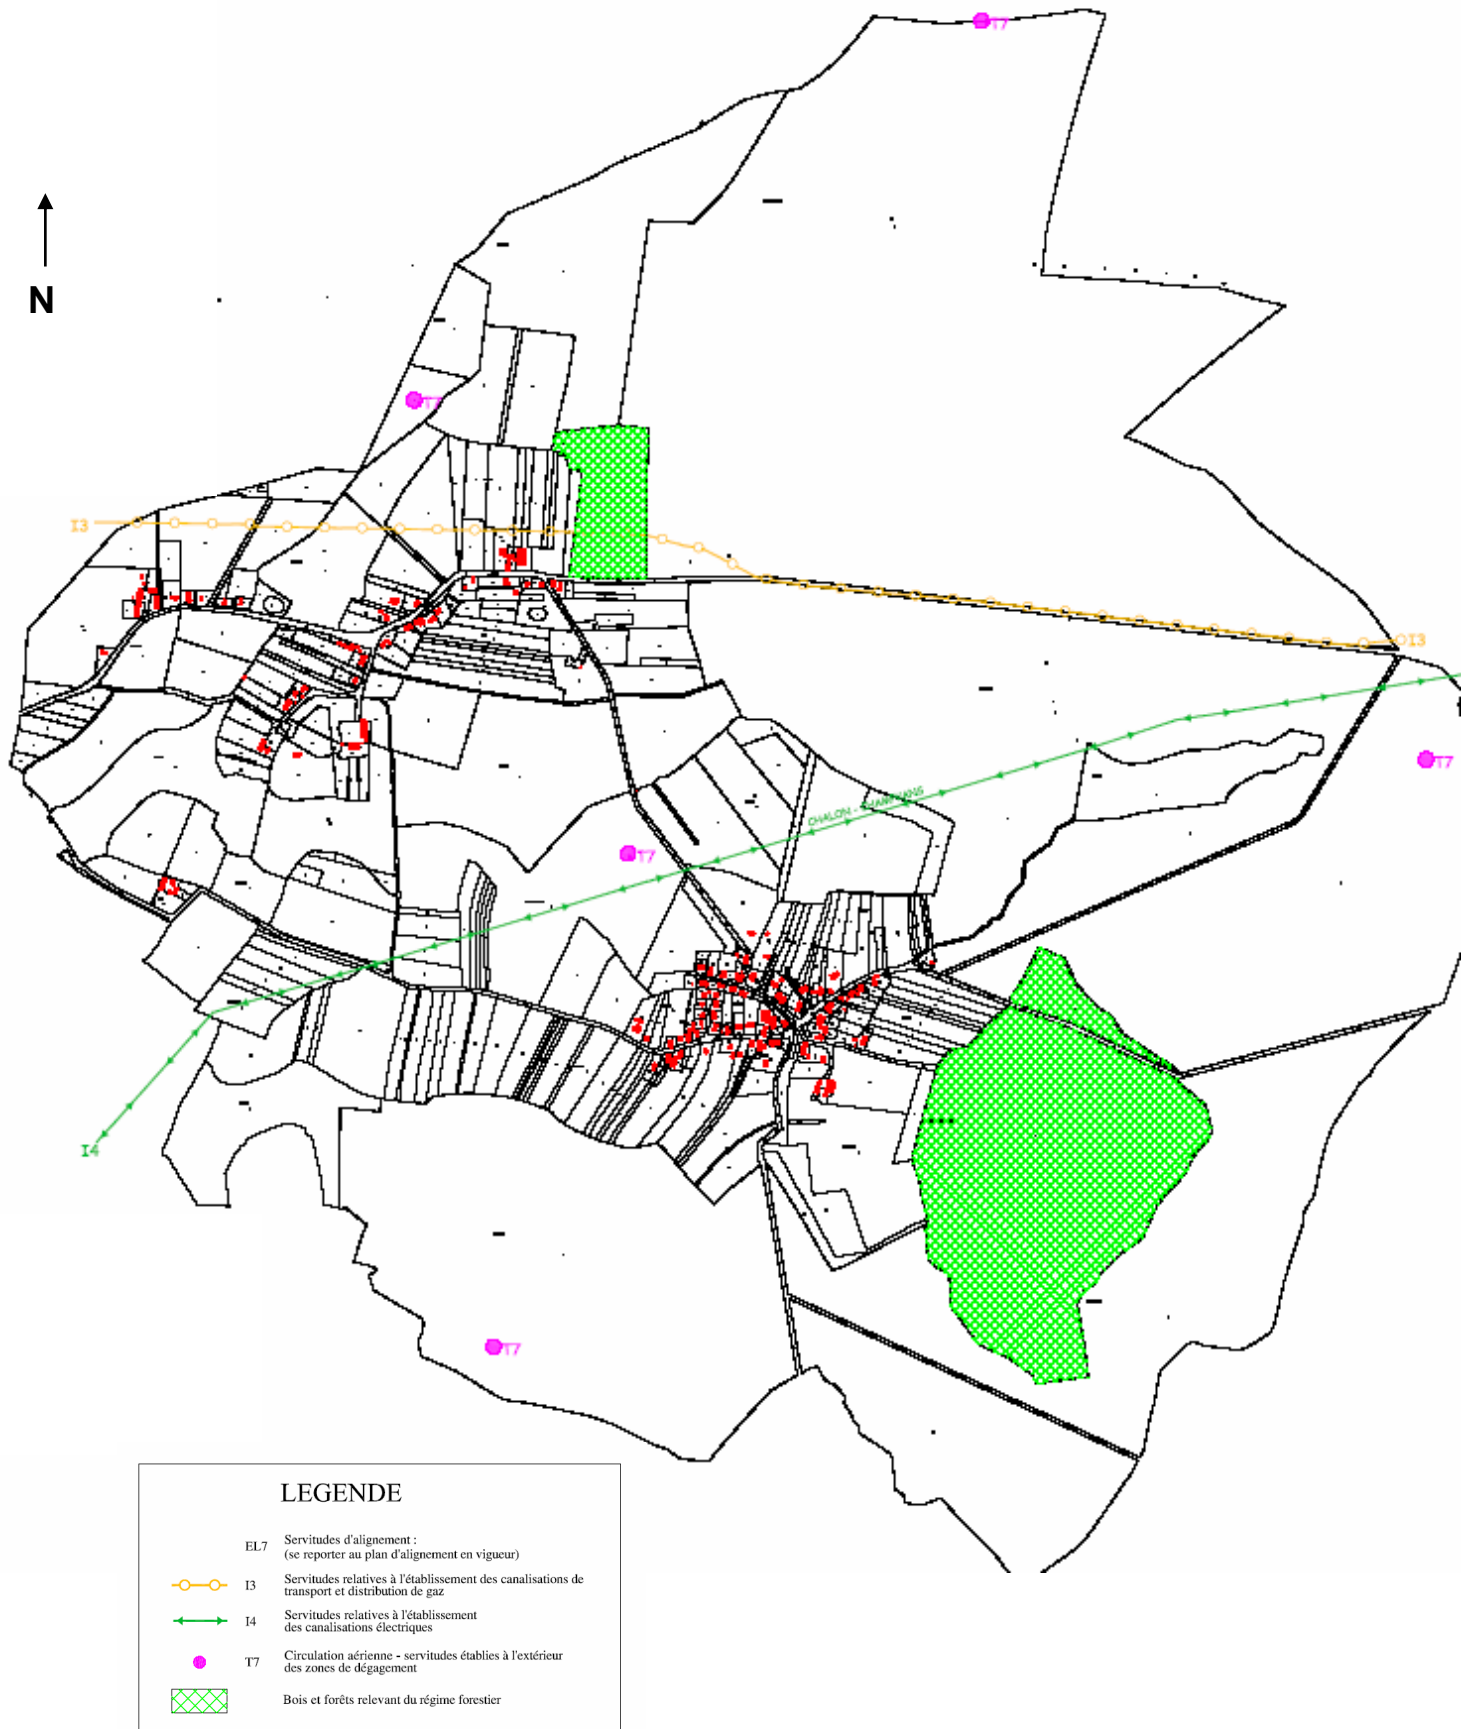 T7
N
T7
I3
I3
T7
CHALON - CHAMPVANS
T7
I4
T7
LEGENDE
EL7 Servitudes d'alignement :
(se reporter au plan d'alignement en vigueur)
I3 Servitudes relatives à l'établissement des canalisations de
transport et distribution de gaz
I4 Servitudes relatives à l'établissement
des canalisations électriques
T7 Circulation aérienne - servitudes établies à l'extérieur
des zones de dégagement
Bois et forêts relevant du régime forestier